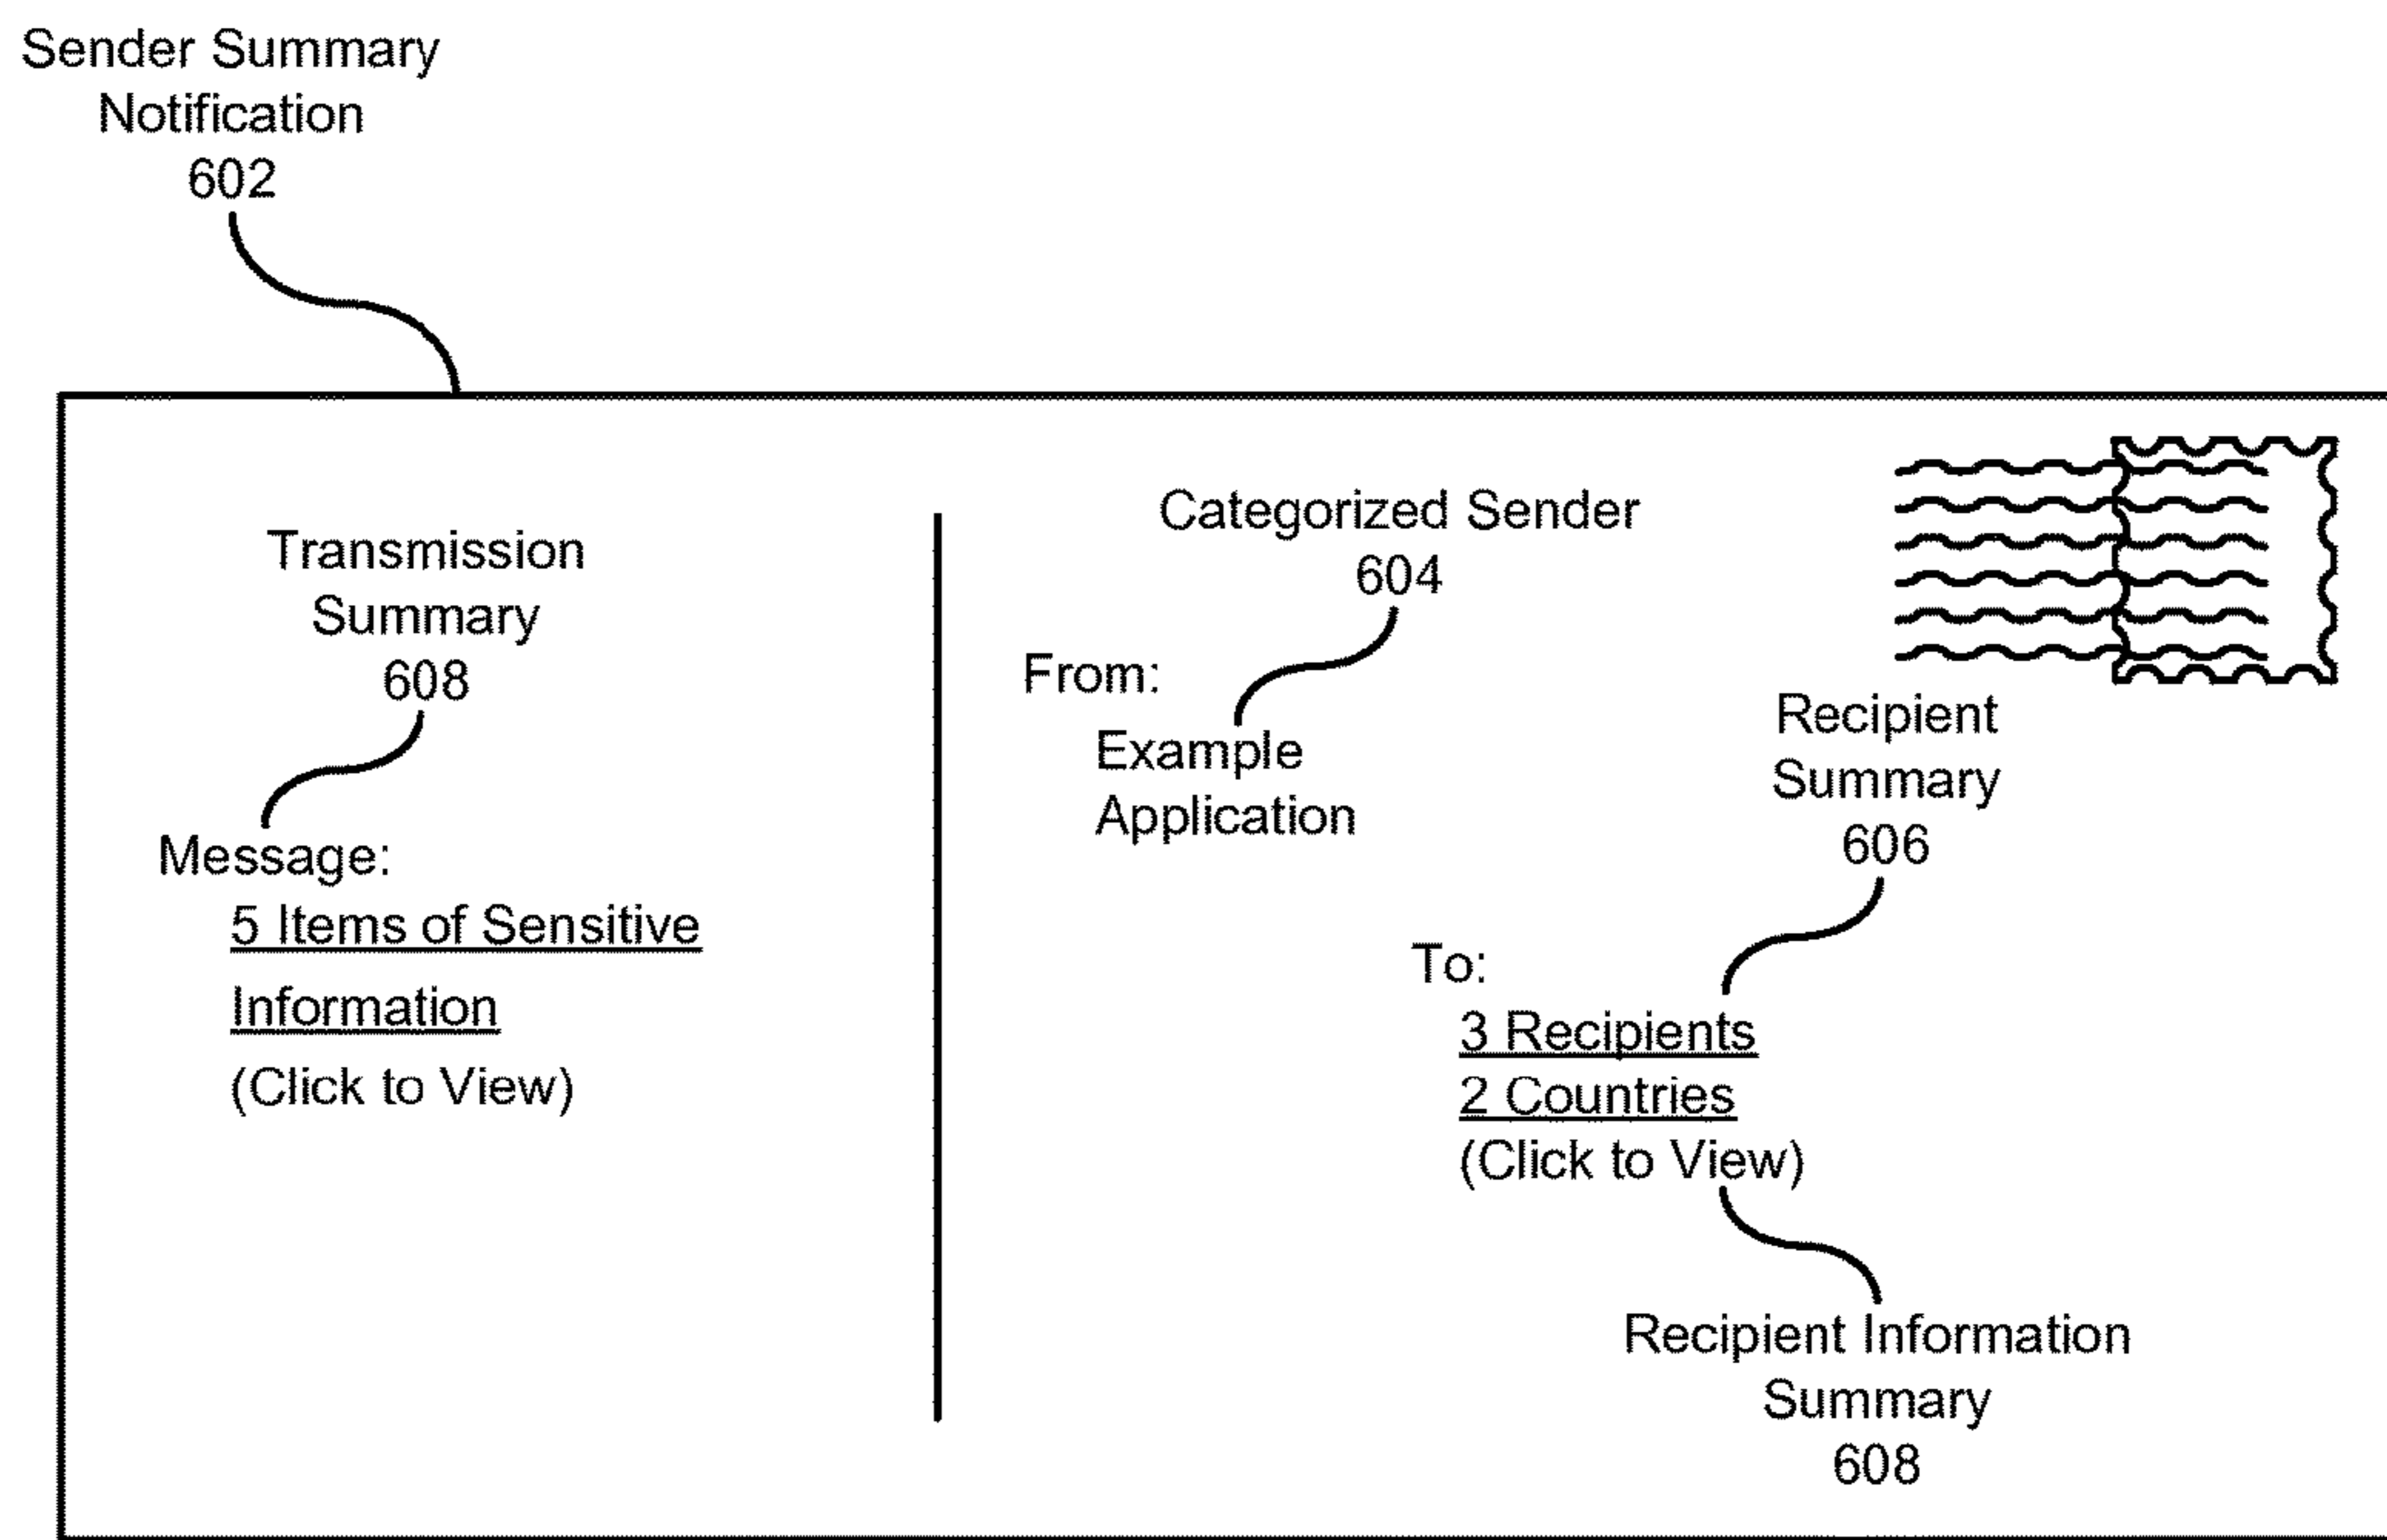 Sender Summary
Notification
602
Transmission
Summary
608
Message:
5 Items of Sensitive
Information
(Click to View)
Categorized Sender
604
From:
Example
Application
Recipient
Summary
606
To:
3 Recipients
2 Countries
(Click to View)
Recipient Information
Summary
608